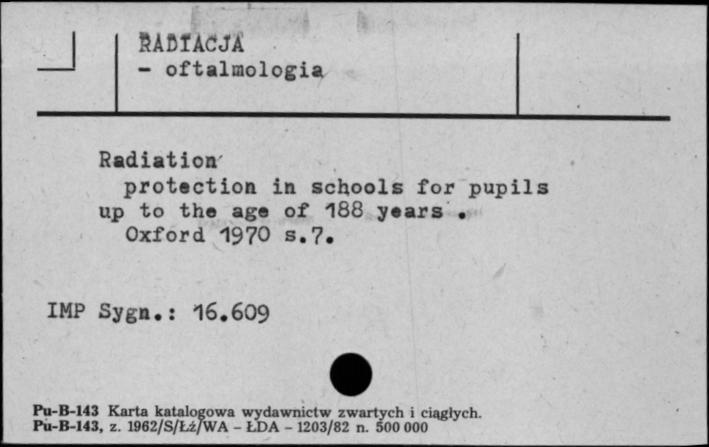 RADIACJA
- oftalmologia
Radiation
protection in schools for pupils
up to the age of 188 years .
Oxford 1970 s.7.
IMP Sygn.: 16.609
Pu-B-143 Karta katalogowa wydawnictw zwartych i ciągłych.
Pu-B-143, z. 1962/S/Łź/WA - ŁDA - 1203/82 n. 500 000